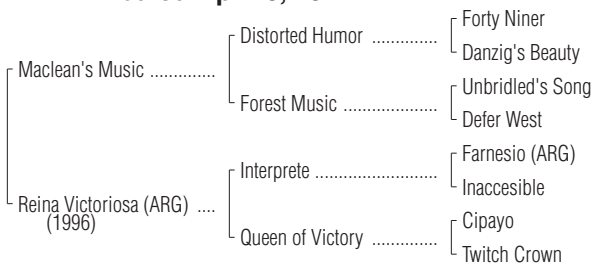 Forty Niner
Distorted Humor ..............
Danzig's Beauty
Maclean's Music ..............
Unbridled's Song
Forest Music ....................
Defer West
Farnesio (ARG)
Interprete ..........................
Inaccesible
Reina Victoriosa (ARG) ....
(1996)
Cipayo
Queen of Victory ..............
Twitch Crown